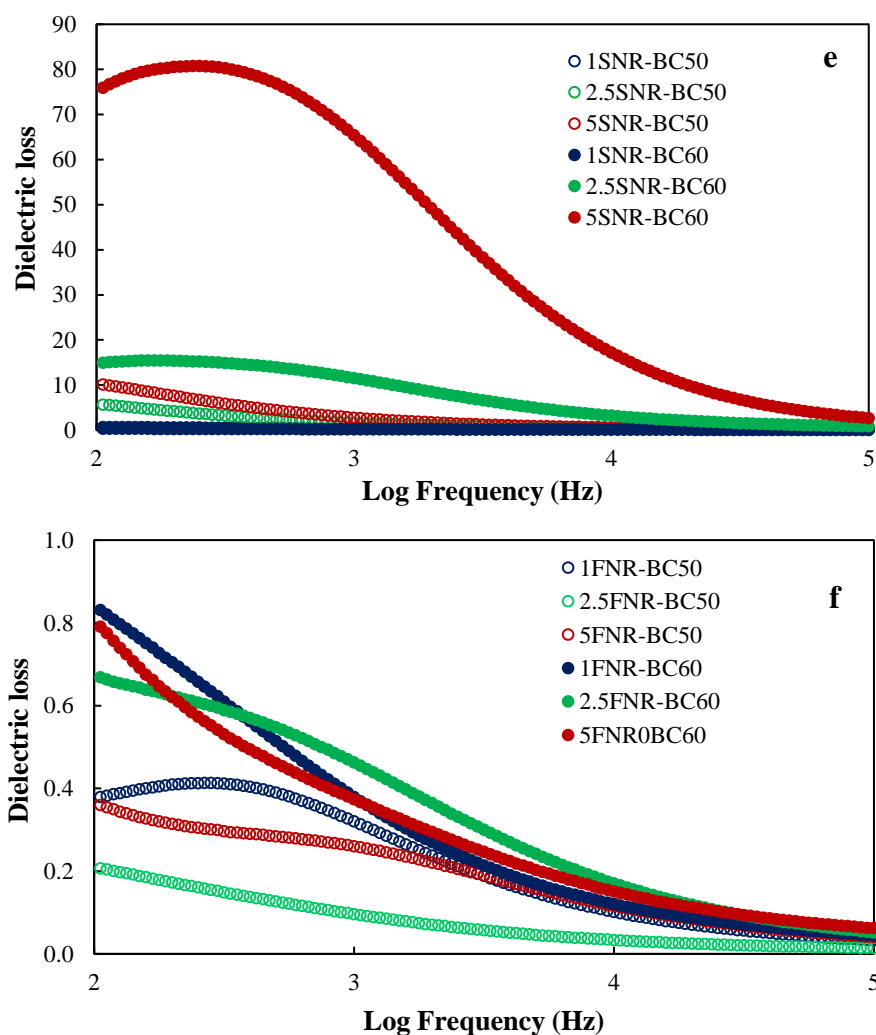 90
80
70
60
50
40
30
20
10
0
Dielectric loss
e
1SNR-BC50
2.5SNR-BC50
5SNR-BC50
1SNR-BC60
2.5SNR-BC60
5SNR-BC60
2 3 4 5
Log Frequency (Hz)
1.0
0.8
0.6
0.4
0.2
0.0
Dielectric loss
f
1FNR-BC50
2.5FNR-BC50
5FNR-BC50
1FNR-BC60
2.5FNR-BC60
5FNR0BC60
2 3 4 5
Log Frequency (Hz)